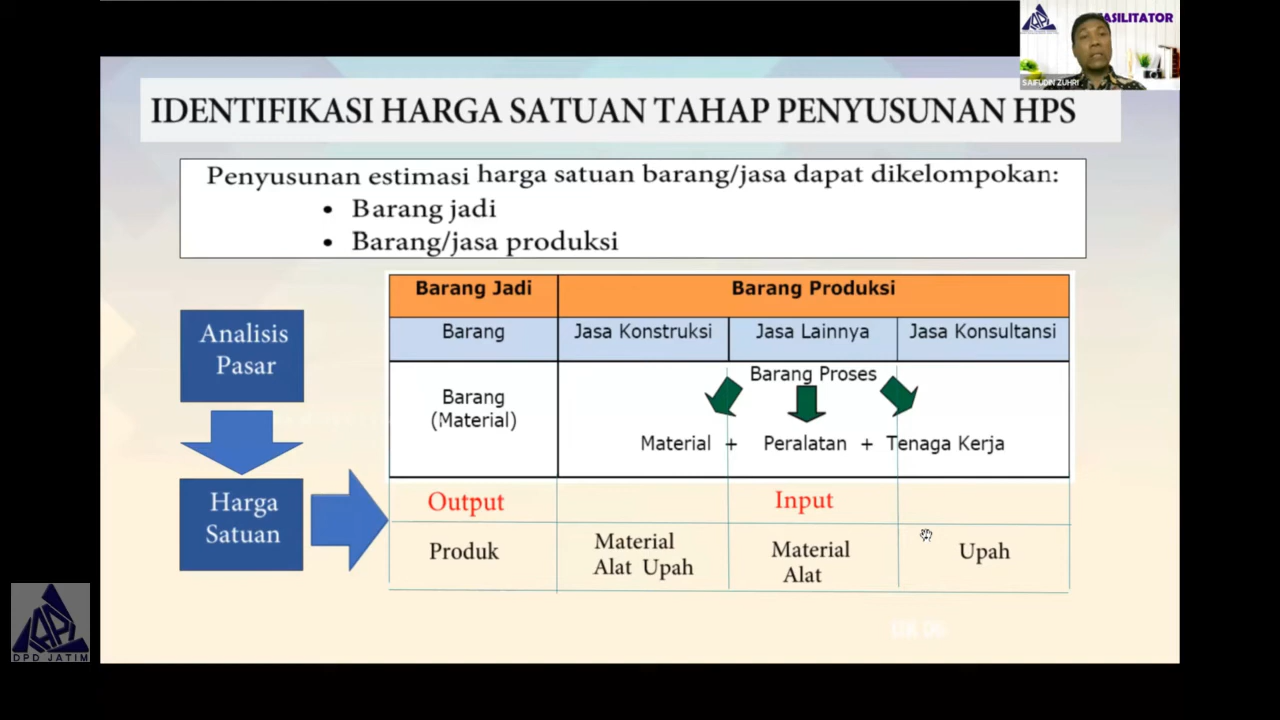 FASILITATOR
SAIFUDIN ZUHRI
IDENTIFIKASI HARGA SATUAN TAHAP PENYUSUNAN HPS
Penyusunan estimasi harga satuan barang/jasa dapat dikelompokan:
• Barang jadi
• Barang/jasa produksi
Analisis
Pasar
Harga
Satuan
Barang Jadi
Barang Produksi
Barang
Jasa Konstruksi
Jasa Lainnya
Jasa Konsultansi
Barang
(Material)
Barang Proses
Material + Peralatan + Tenaga Kerja
Output
Input
Produk
Material
Alat Upah
Material
Alat
Upah
DPD JATIM